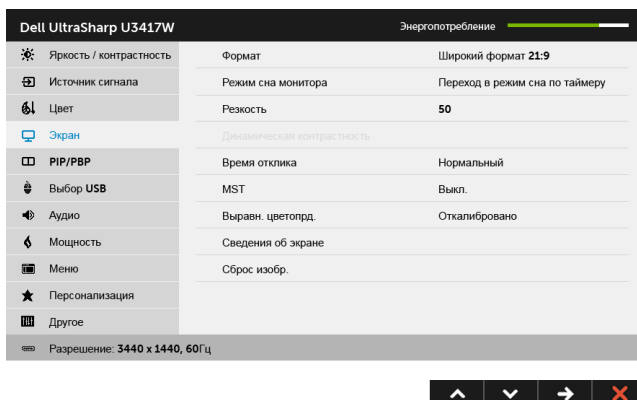 Dell UltraSharp U3417W Энергопотребление
Яркость / контрастность Формат Широкий формат 21:9
Источник сигнала Режим сна монитора Переход в режим сна по таймеру
Цвет Резкость 50
Экран Динамическая контрастность
PIP/PBP Время отклика Нормальный
Выбор USB MST Выкл.
Аудио Выравн. цветопрд. Откалибровано
Мощность Сведения об экране
Меню Сброс изобр.
Персонализация
Другое
Разрешение: 3440 x 1440, 60Гц